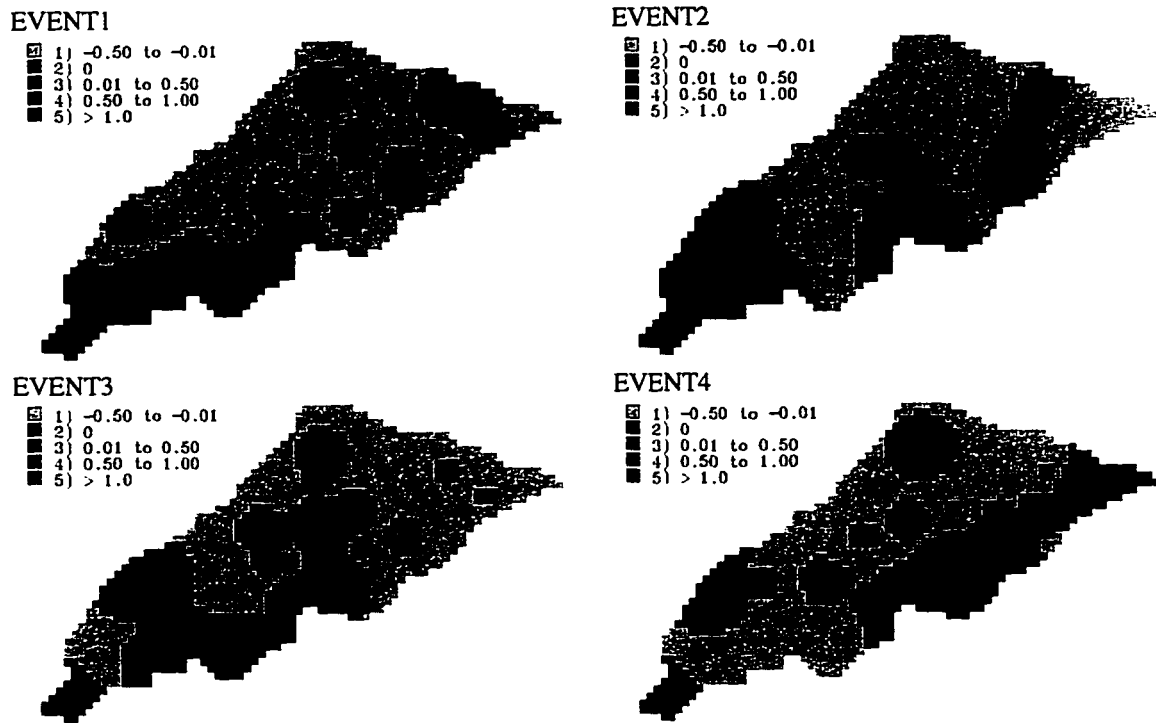 EVENT1
1) -0.50 to -0.01
2) 0
3) 0.01 to 0.50
4) 0.50 to 1.00
5) > 1.0
EVENT2
1) -0.50 to -0.01
2) 0
3) 0.01 to 0.50
4) 0.50 to 1.00
5) > 1.0
EVENT3
1) -0.50 to -0.01
2) 0
3) 0.01 to 0.50
4) 0.50 to 1.00
5) > 1.0
EVENT4
1) -0.50 to -0.01
2) 0
3) 0.01 to 0.50
4) 0.50 to 1.00
5) > 1.0